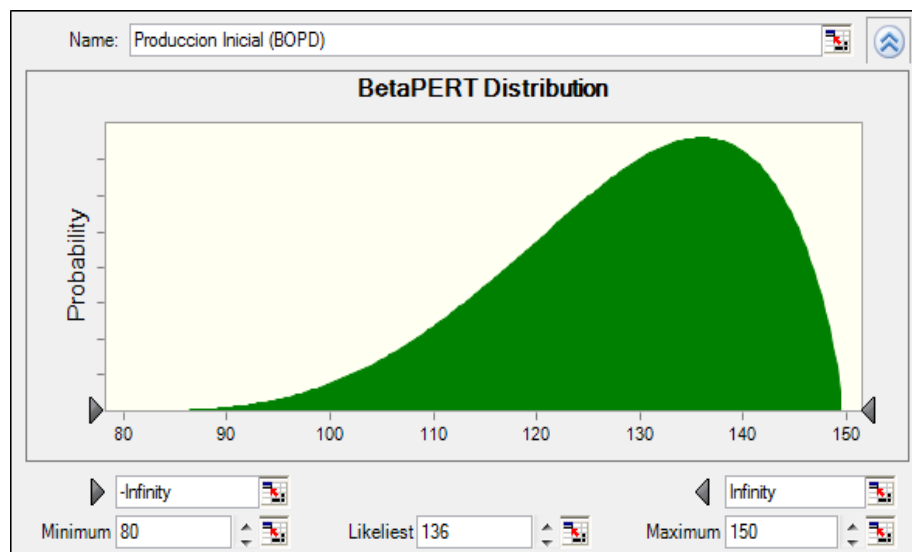 Name: Produccion Inicial (BOPD)
BetaPERT Distribution
Probability
80 90 100 110 120 130 140 150
-Infinity Infinity
Minimum 80 Likeliest 136 Maximum 150